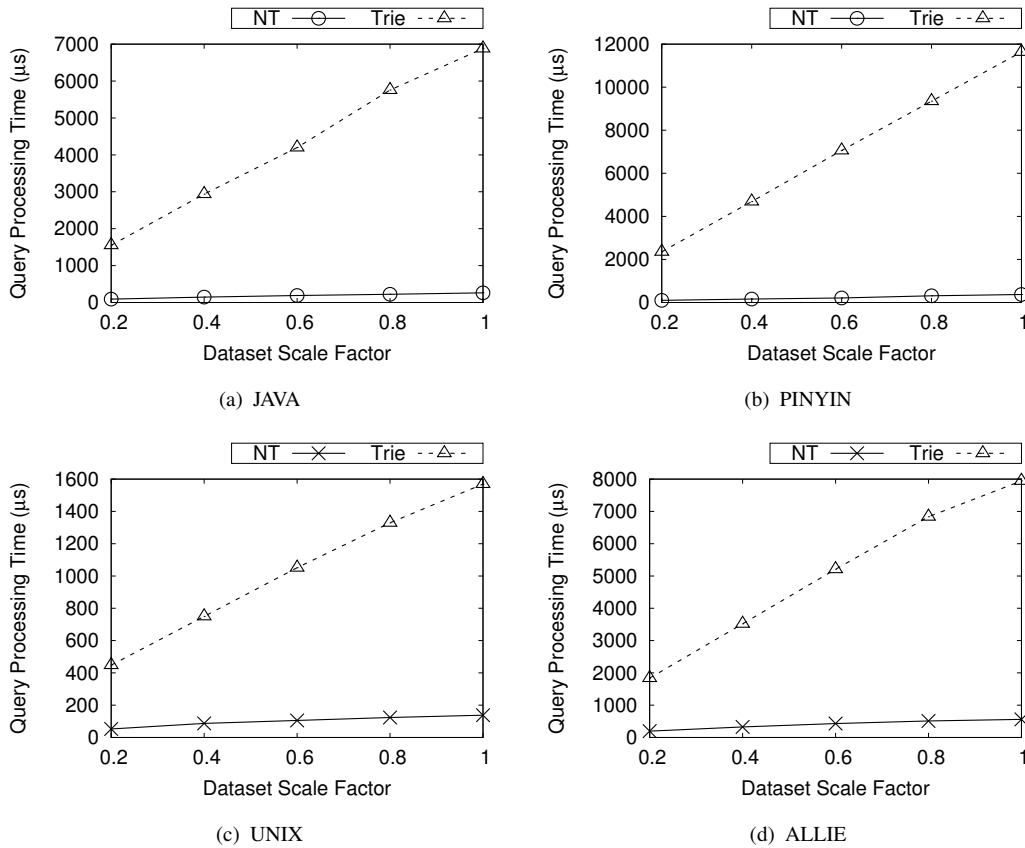 NT Trie
7000
6000
5000
4000
3000
2000
1000
0
Query Processing Time (μs)
0.2 0.4 0.6 0.8 1
Dataset Scale Factor
(a) JAVA
NT Trie
12000
10000
8000
6000
4000
2000
0
Query Processing Time (μs)
0.2 0.4 0.6 0.8 1
Dataset Scale Factor
(b) PINYIN
NT Trie
1600
1400
1200
1000
800
600
400
200
0
Query Processing Time (μs)
0.2 0.4 0.6 0.8 1
Dataset Scale Factor
(c) UNIX
NT Trie
8000
7000
6000
5000
4000
3000
2000
1000
0
Query Processing Time (μs)
0.2 0.4 0.6 0.8 1
Dataset Scale Factor
(d) ALLIE